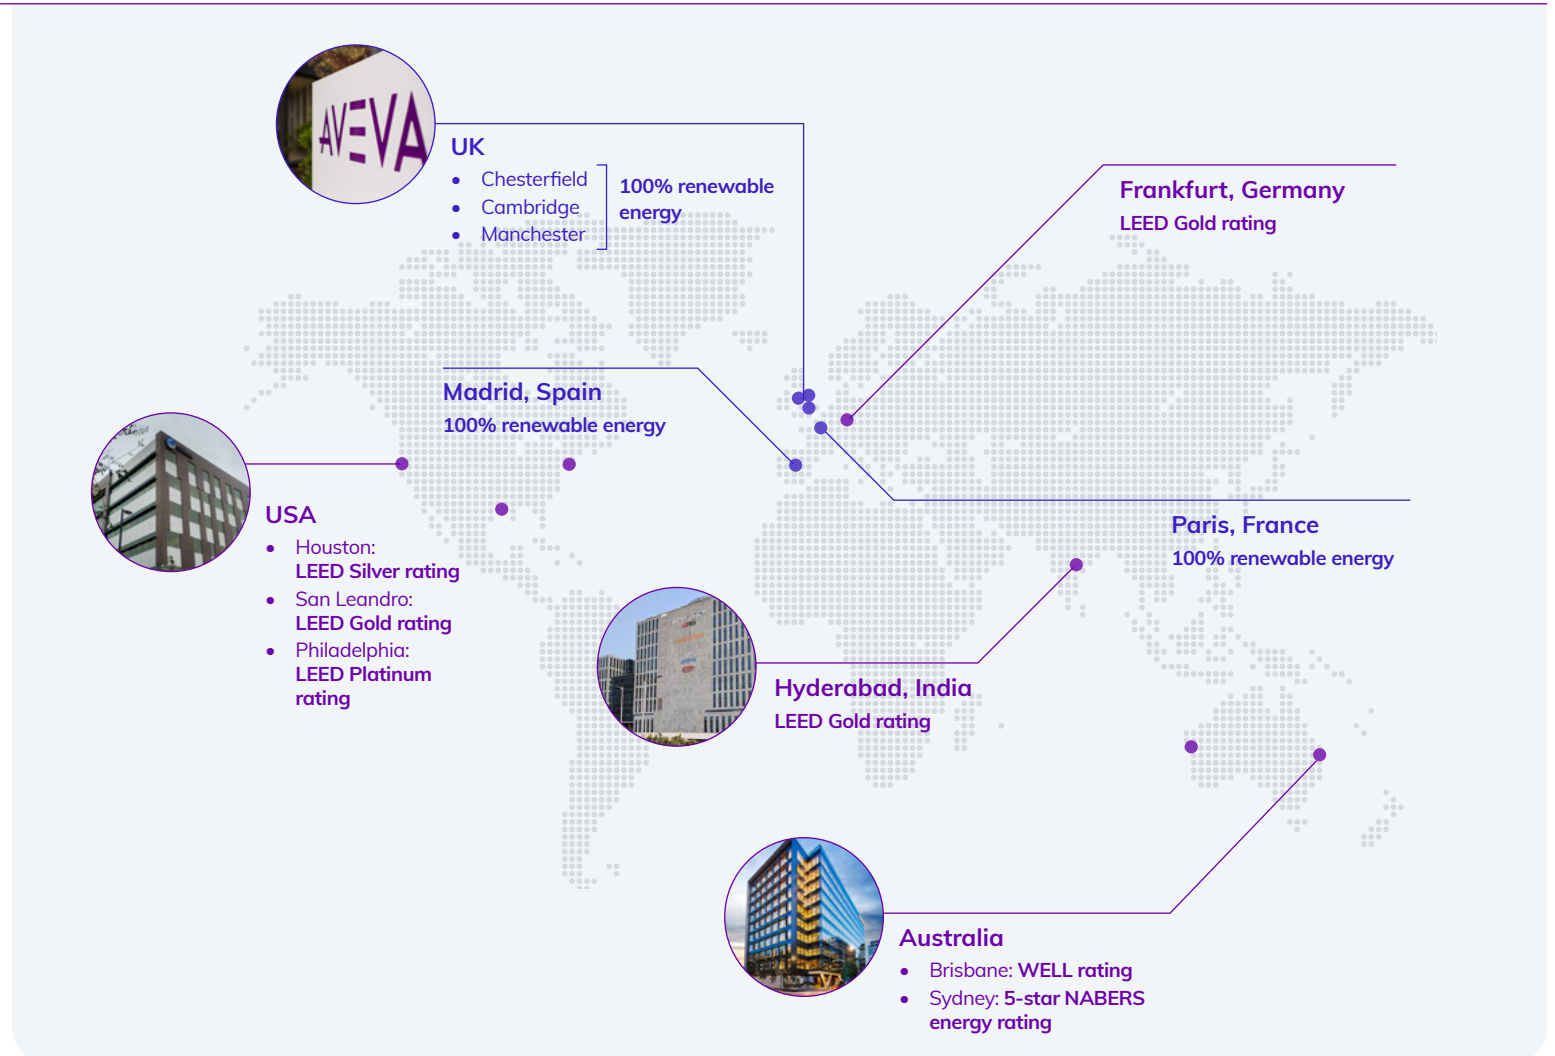 AVEVA
UK
• Chesterfield
• Cambridge
• Manchester
100% renewable
energy
Frankfurt, Germany
LEED Gold rating
Madrid, Spain
100% renewable energy
USA
• Houston:
LEED Silver rating
• San Leandro:
LEED Gold rating
• Philadelphia:
LEED Platinum
rating
Paris, France
100% renewable energy
Hyderabad, India
LEED Gold rating
Australia
• Brisbane: WELL rating
• Sydney: 5-star NABERS
energy rating